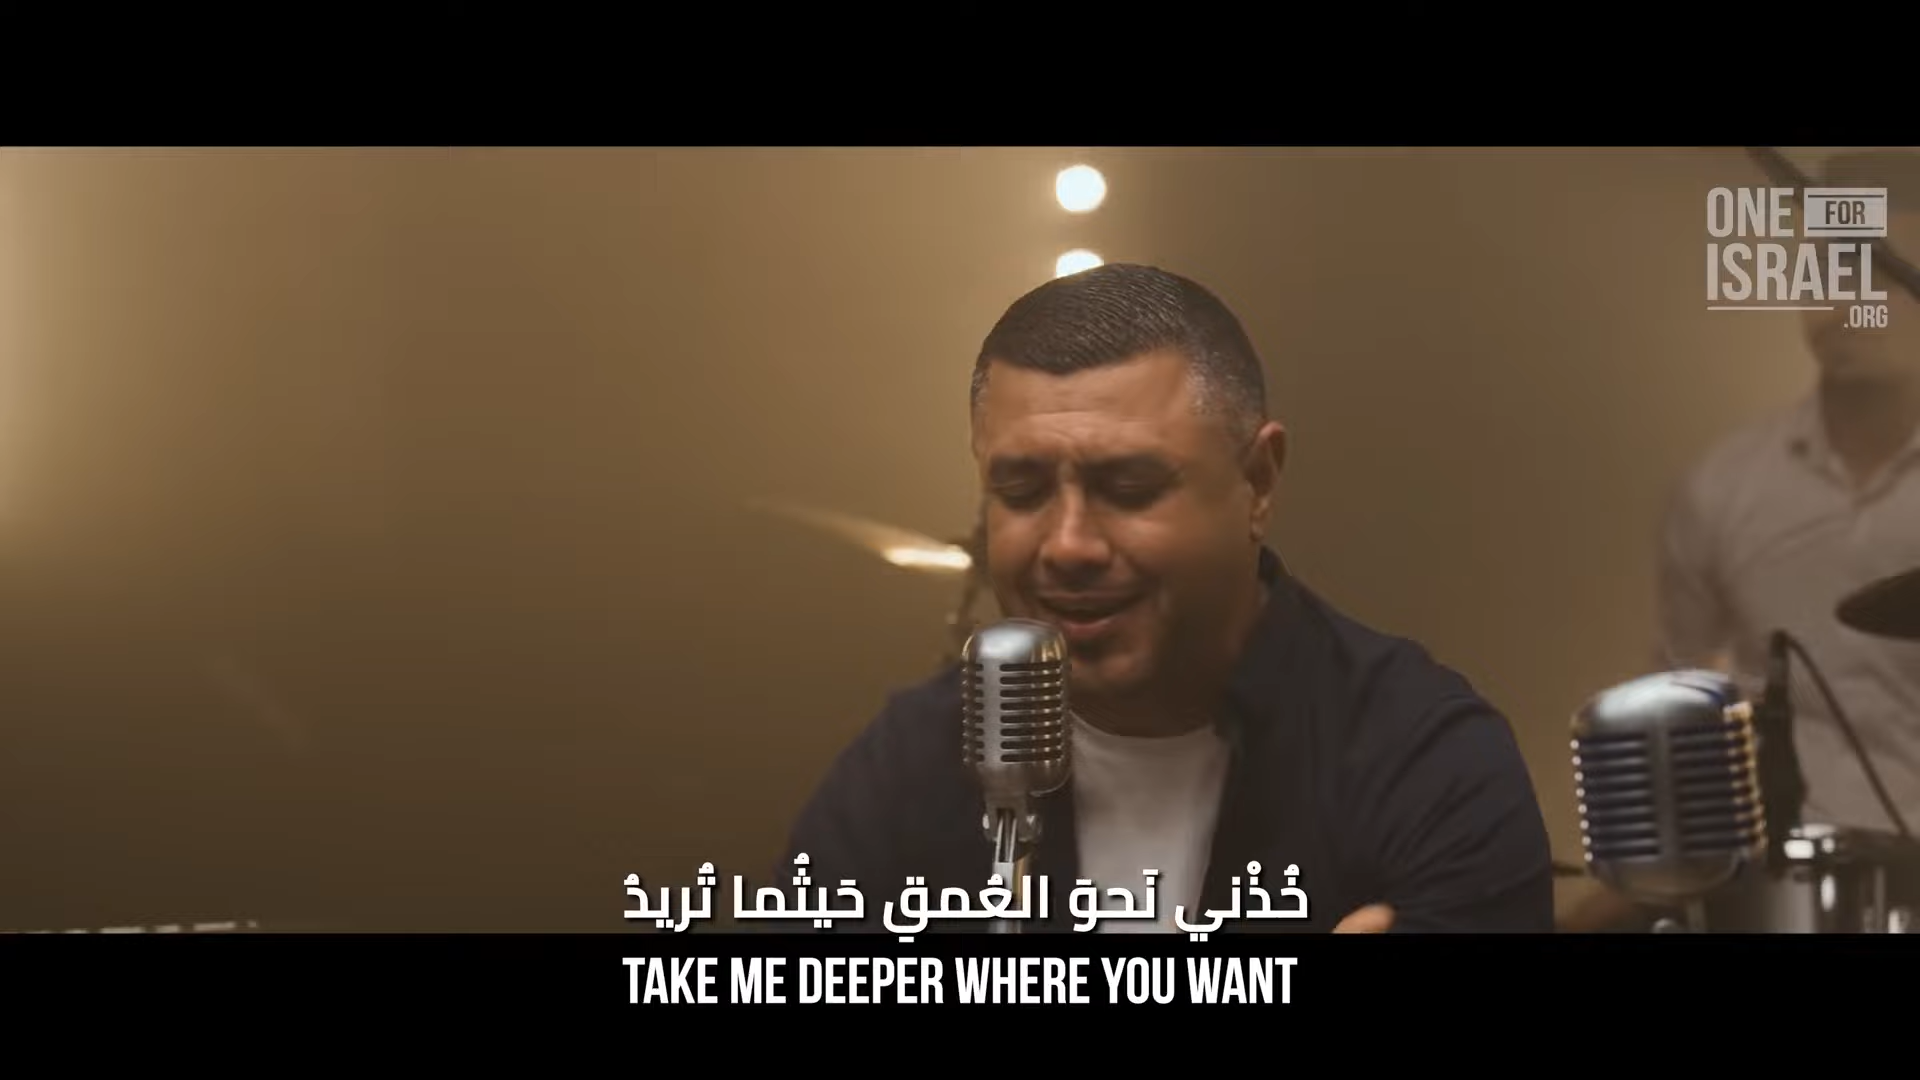 ONE FOR
ISRAEL
.ORG
خُذْني نَحوَ العُمقِ حَيثُما تُريدُ
TAKE ME DEEPER WHERE YOU WANT